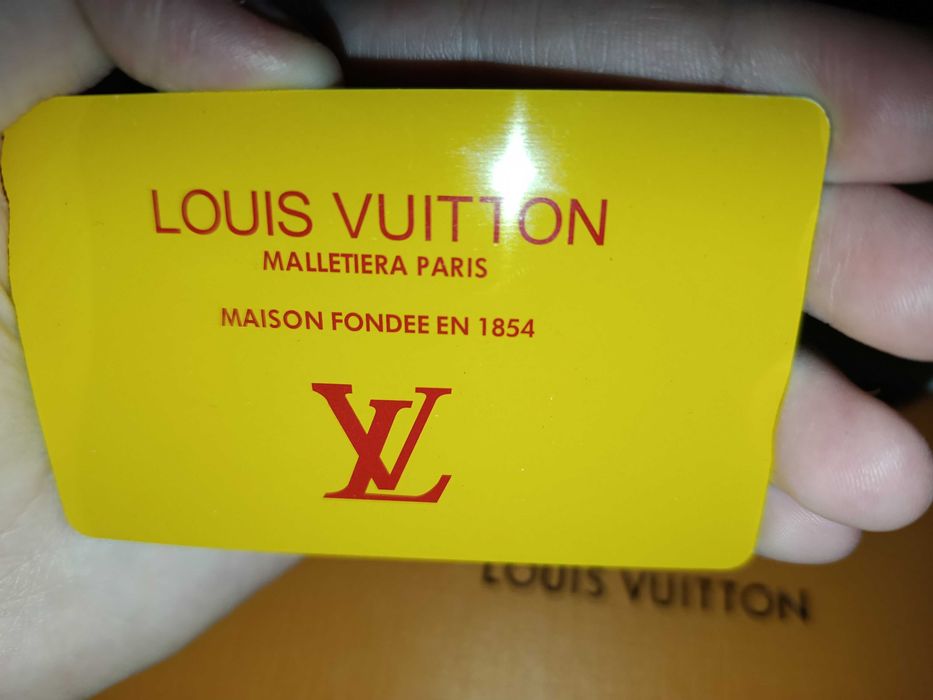 LOUIS VUITTON
MALLETIERA PARIS
MAISON FONDEE EN 1854
LV
LOUIS VUITTON